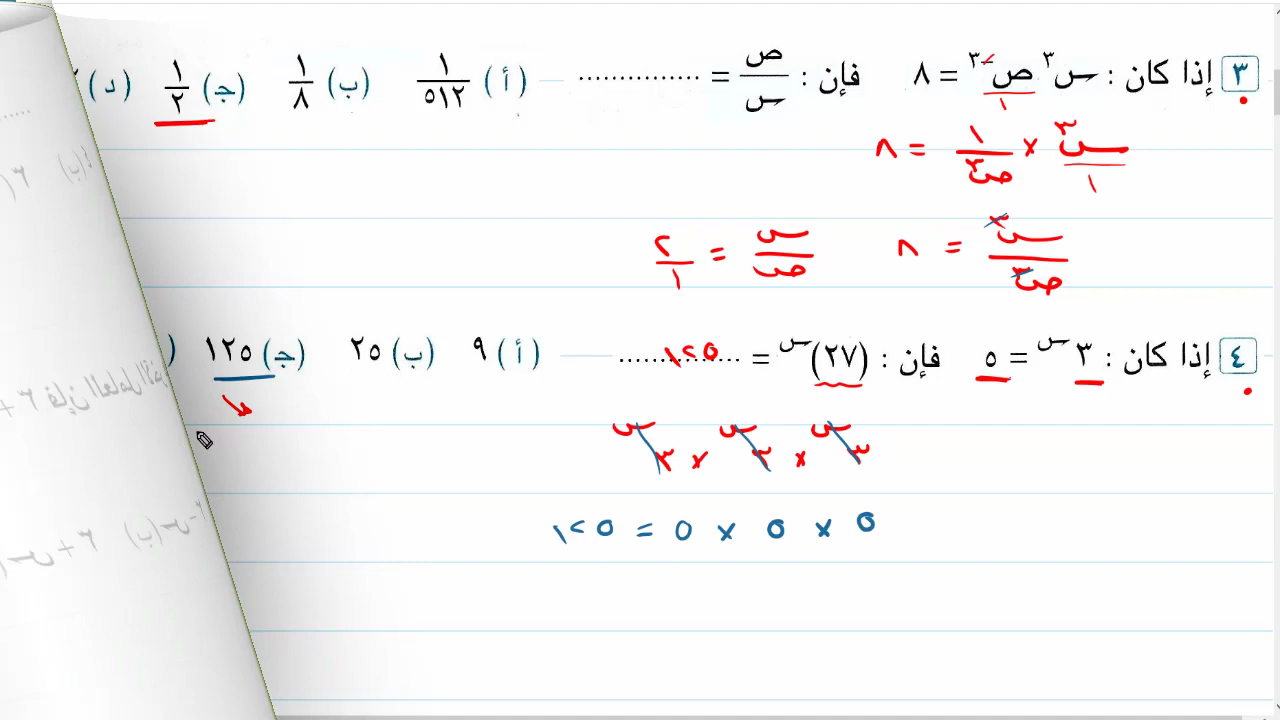 ٣ إذا كان : س٣ ص-٣ = ٨ فإن : ص/س = ............... (أ) ١/٥١٢ (ب) ١/٨ (ج) ١/٢ (د)
١
س٣/١ × ١/ص٣ = ٨
س٣/ص٣ = ٨ س/ص = ٢/١
٤ إذا كان : ٣س = ٥ فإن : (٢٧)س = ١٢٥ (أ) ٩ (ب) ٢٥ (ج) ١٢٥
٣س × ٣س × ٣س
٥ × ٥ × ٥ = ١٢٥